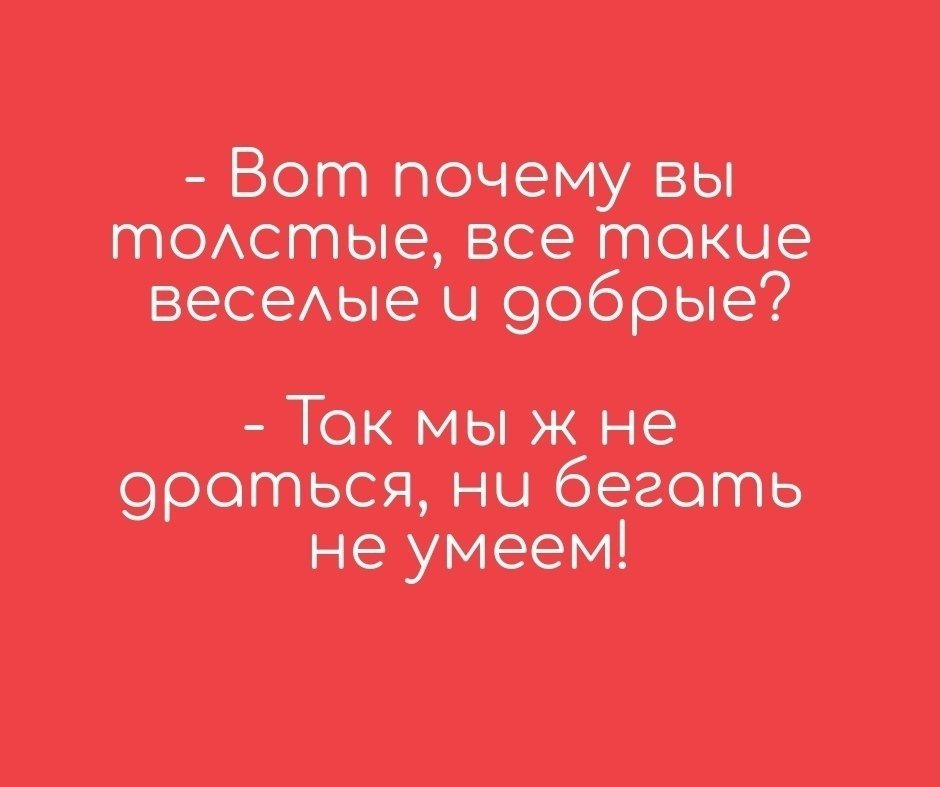 - Вот почему вы
толстые, все такие
веселые и добрые?
- Так мы ж не
драться, ни бегать
не умеем!